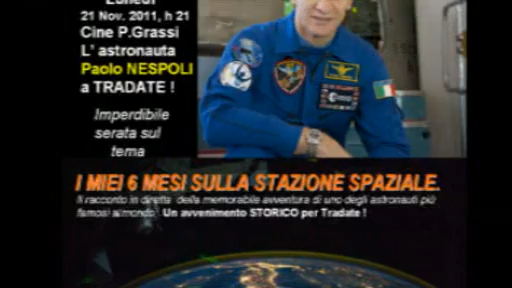 Lunedì
21 Nov. 2011, h 21
Cine P.Grassi
L' astronauta
Paolo NESPOLI
a TRADATE !
Imperdibile
serata sul
tema
I MIEI 6 MESI SULLA STAZIONE SPAZIALE.
Il racconto in diretta della memorabile avventura di uno degli astronauti più
famosi al mondo. Un avvenimento STORICO per Tradate !